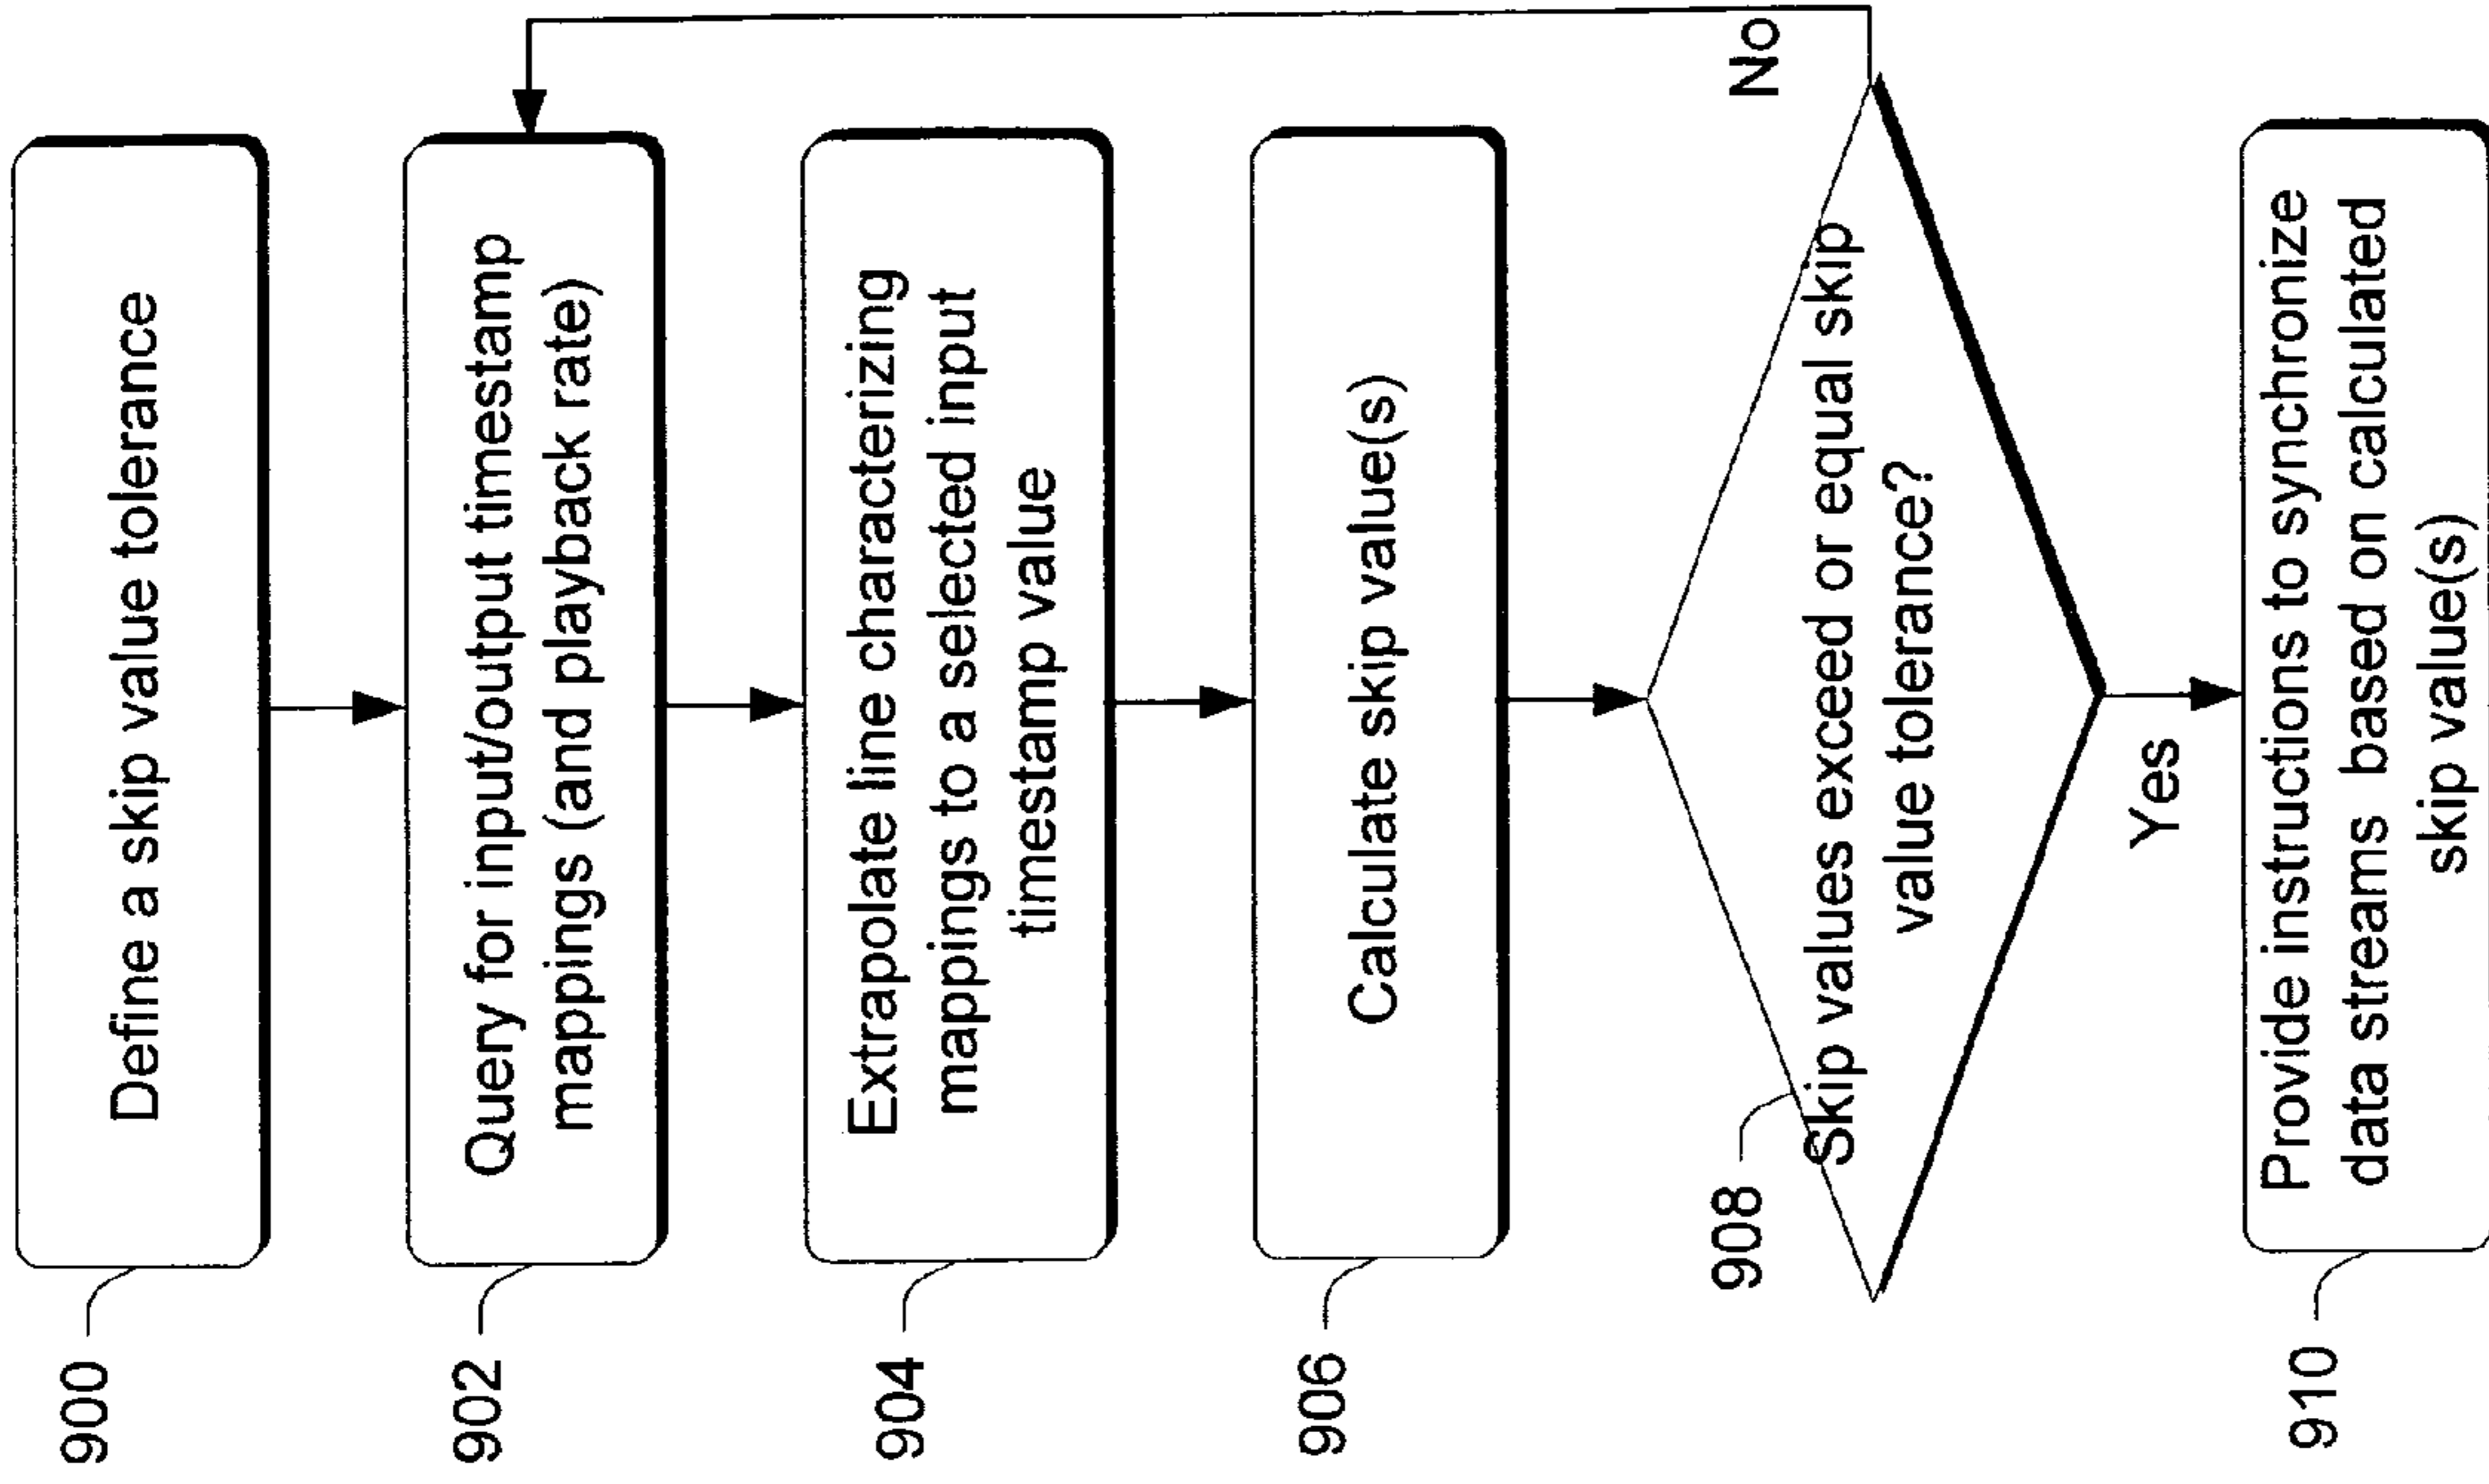 900
Define a skip value tolerance
902
Query for input/output timestamp
mappings (and playback rate)
904
Extrapolate line characterizing
mappings to a selected input
timestamp value
906
Calculate skip value(s)
908
Skip values exceed or equal skip
value tolerance?
No
Yes
910
Provide instructions to synchronize
data streams based on calculated
skip value(s)